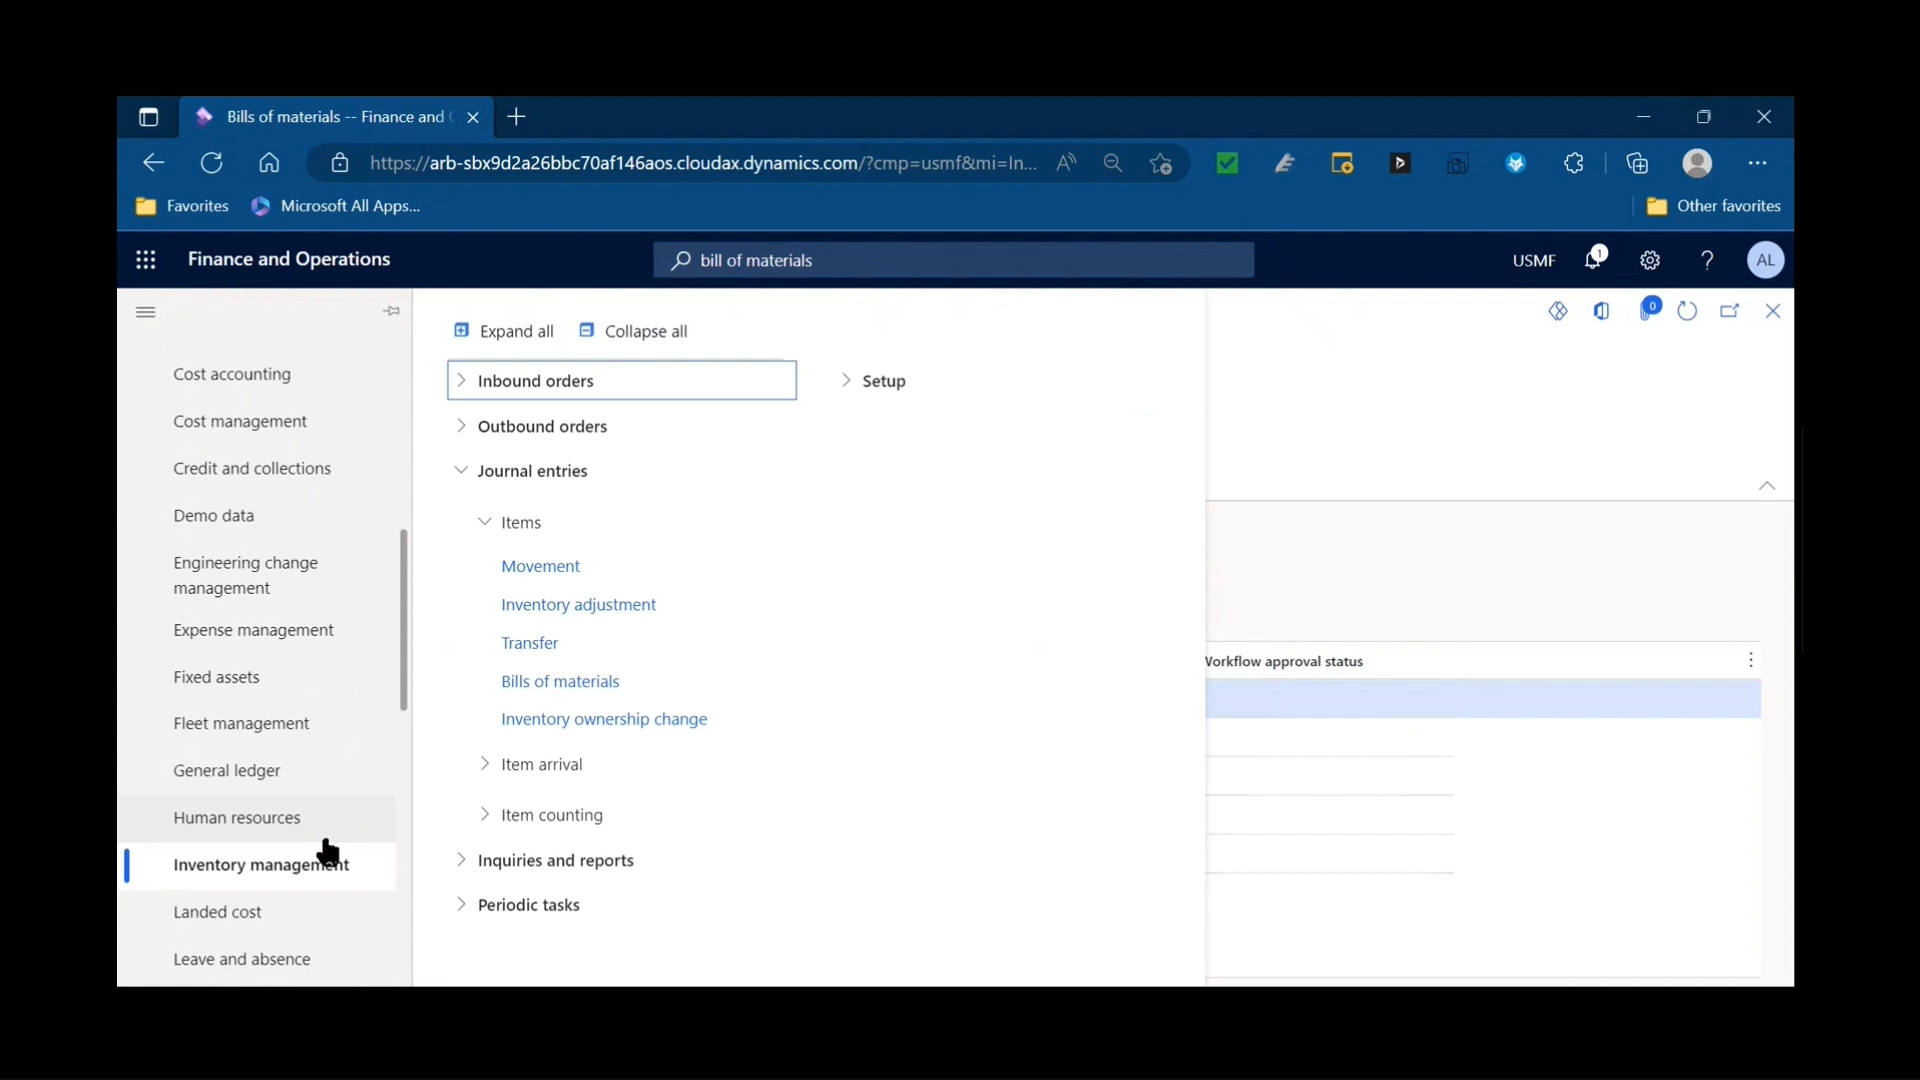 Bills of materials -- Finance and
https://arb-sbx9d2a26bbc70af146aos.cloudax.dynamics.com/?cmp=usmf&mi=In...
Favorites
Microsoft All Apps...
Other favorites
Finance and Operations
bill of materials
USMF
1
?
AL
0
Expand all
Collapse all
Inbound orders
Setup
Outbound orders
Journal entries
Items
Movement
Inventory adjustment
Transfer
Bills of materials
Inventory ownership change
Item arrival
Item counting
Inquiries and reports
Periodic tasks
Cost accounting
Cost management
Credit and collections
Demo data
Engineering change
management
Expense management
Fixed assets
Fleet management
General ledger
Human resources
Inventory management
Landed cost
Leave and absence
Workflow approval status